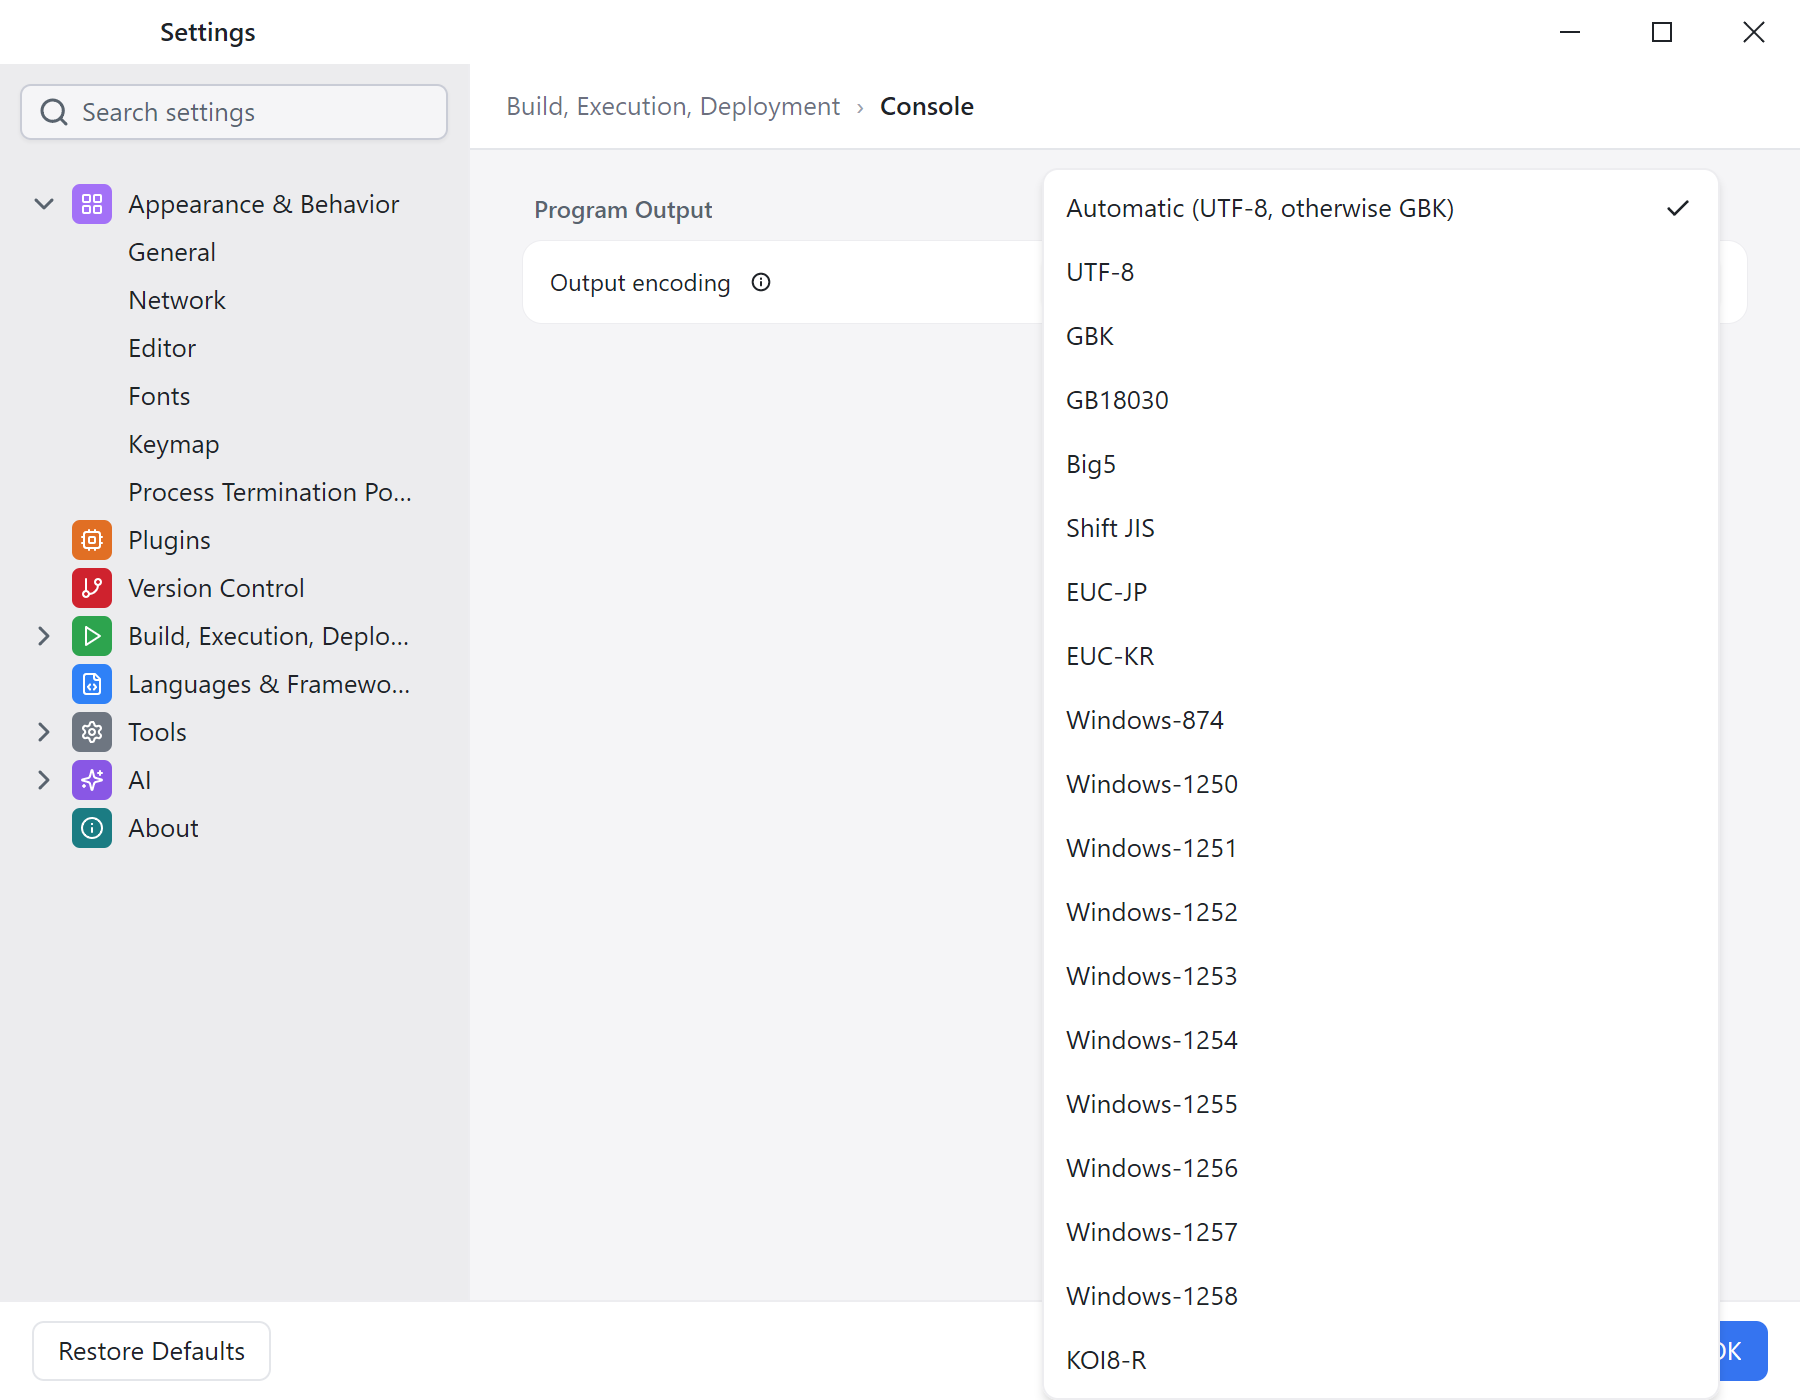 Settings
Search settings
Appearance & Behavior
General
Network
Editor
Fonts
Keymap
Process Termination Po...
Plugins
Version Control
Build, Execution, Deplo...
Languages & Framewo...
Tools
AI
About
Restore Defaults
Build, Execution, Deployment › Console
Program Output
Output encoding
Automatic (UTF-8, otherwise GBK)
UTF-8
GBK
GB18030
Big5
Shift JIS
EUC-JP
EUC-KR
Windows-874
Windows-1250
Windows-1251
Windows-1252
Windows-1253
Windows-1254
Windows-1255
Windows-1256
Windows-1257
Windows-1258
KOI8-R
OK